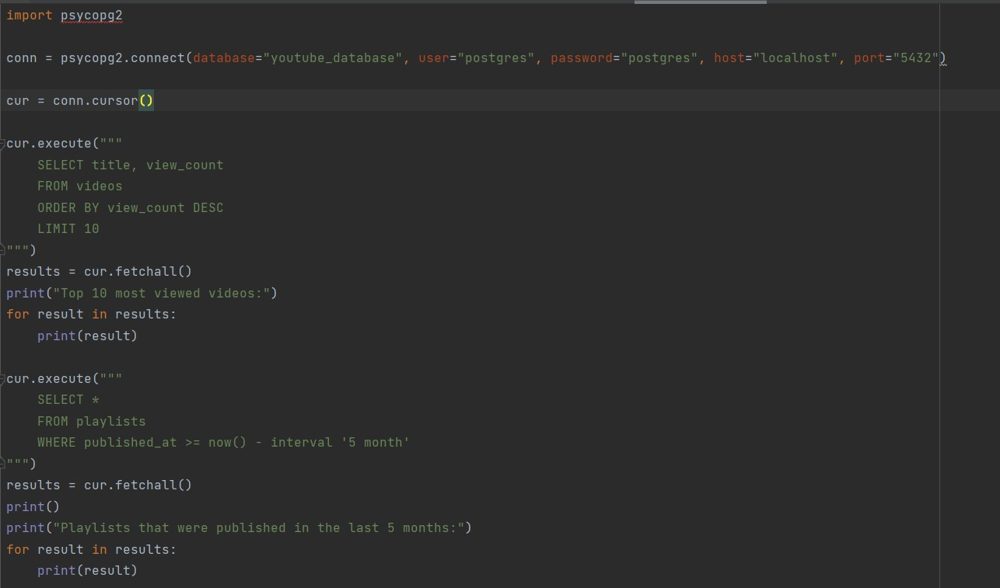 import psycopg2
conn = psycopg2.connect(database="youtube_database", user="postgres", password="postgres", host="localhost", port="5432")
cur = conn.cursor()
cur.execute("""
    SELECT title, view_count
    FROM videos
    ORDER BY view_count DESC
    LIMIT 10
""")
results = cur.fetchall()
print("Top 10 most viewed videos:")
for result in results:
    print(result)
cur.execute("""
    SELECT *
    FROM playlists
    WHERE published_at >= now() - interval '5 month'
""")
results = cur.fetchall()
print()
print("Playlists that were published in the last 5 months:")
for result in results:
    print(result)